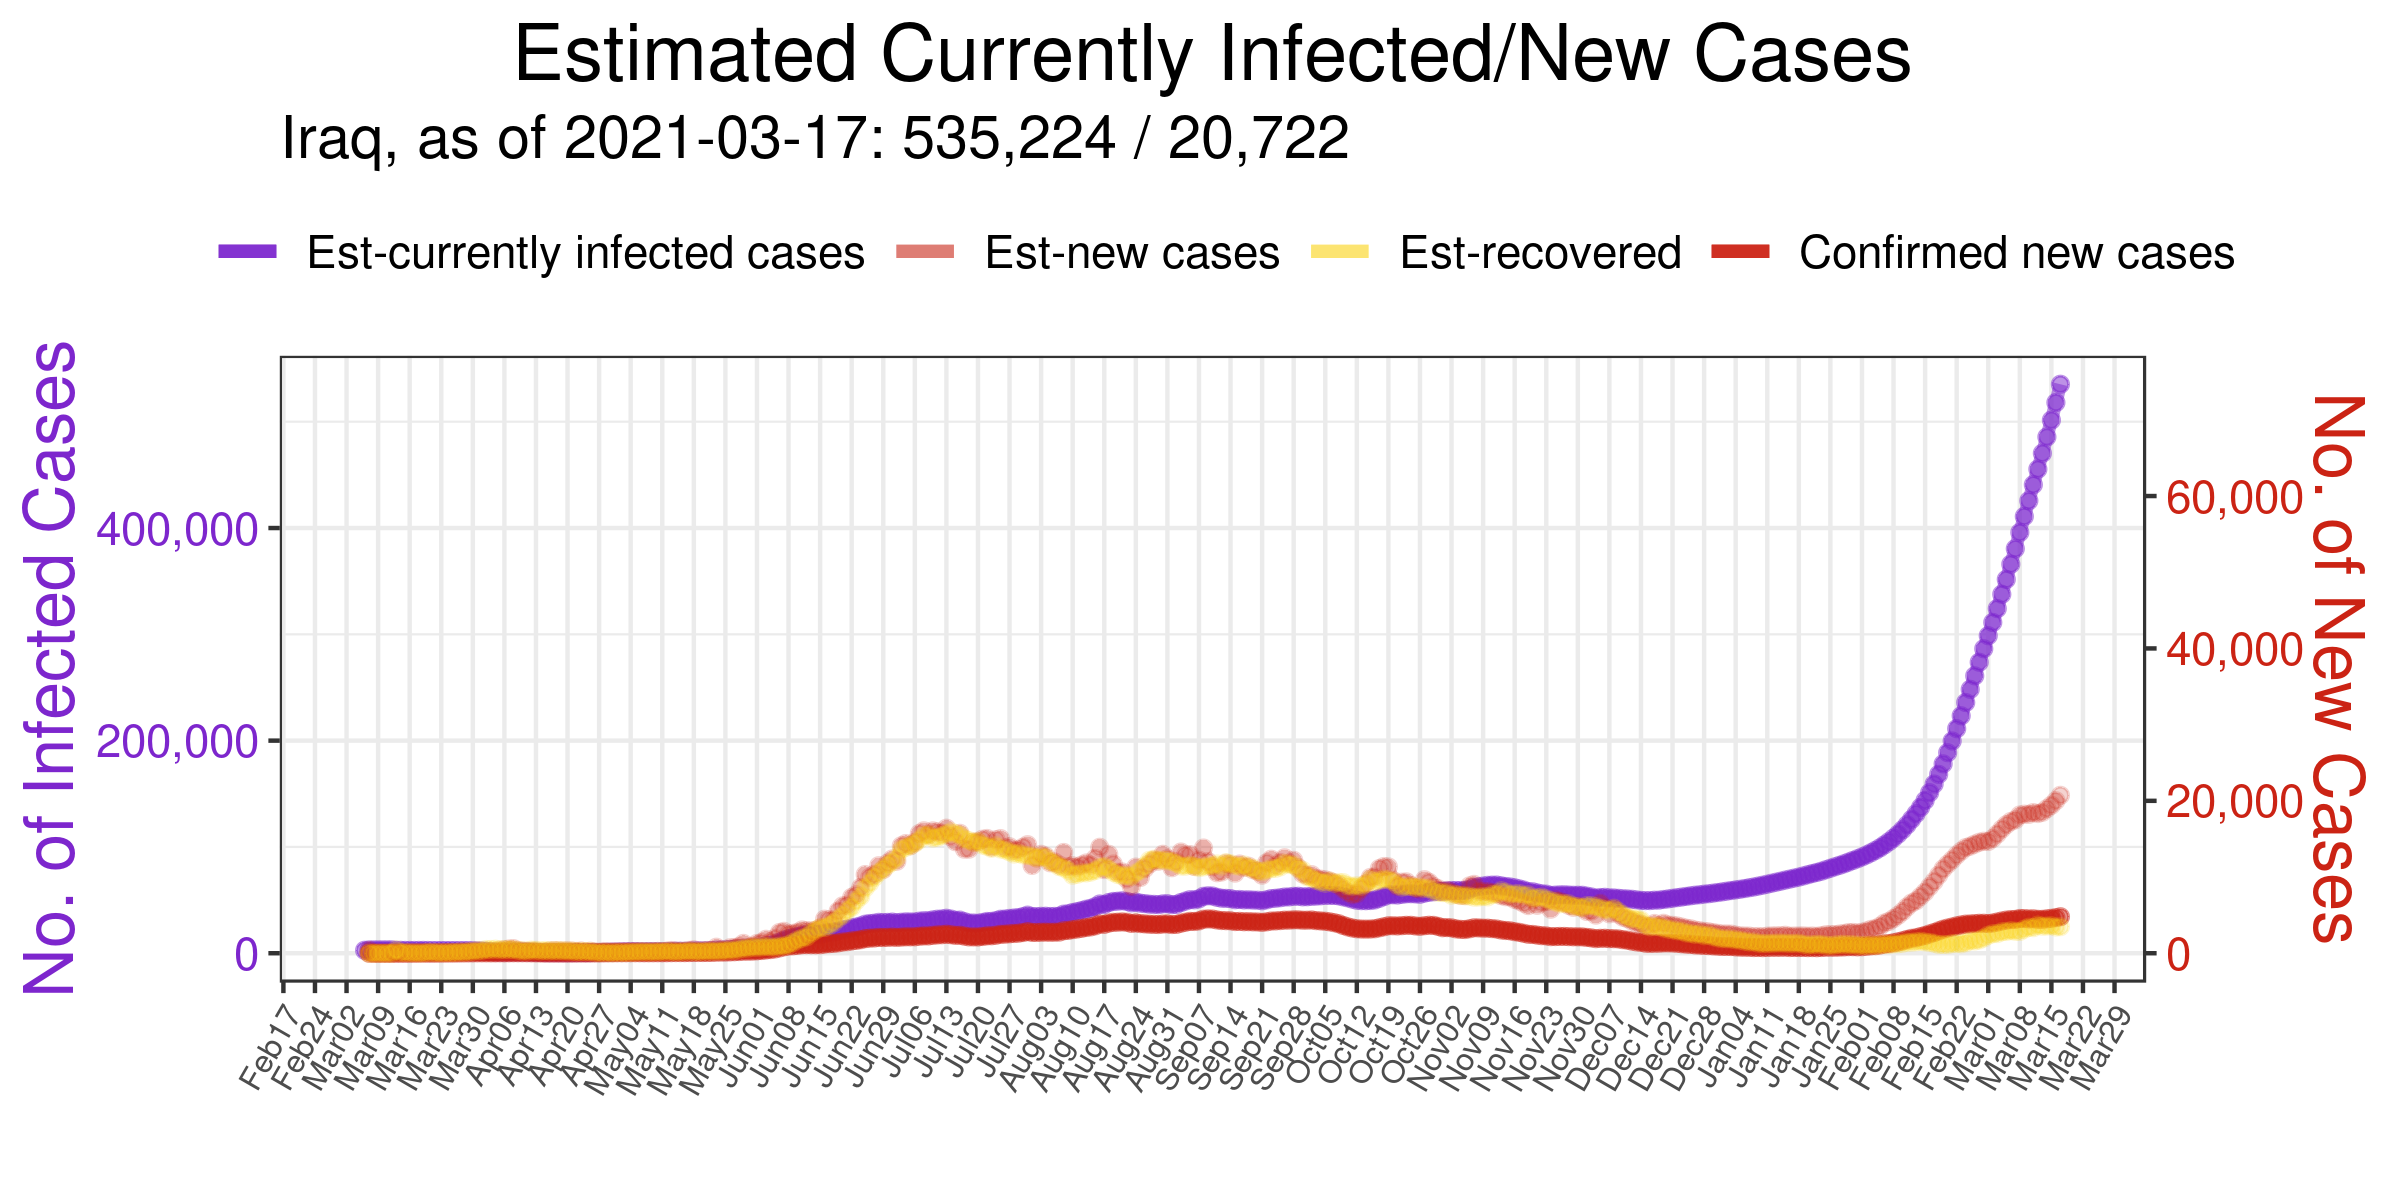 Estimated Currently Infected/New Cases
Iraq, as of 2021-03-17: 535,224 / 20,722
Est-currently infected cases Est-new cases Est-recovered Confirmed new cases
No. of Infected Cases
400,000
200,000
0
60,000
40,000
20,000
0
No. of New Cases
Feb17 Feb24 Mar02 Mar09 Mar16 Mar23 Mar30 Apr06 Apr13 Apr20 Apr27 May04 May11 May18 May25 Jun01 Jun08 Jun15 Jun22 Jun29 Jul06 Jul13 Jul20 Jul27 Aug03 Aug10 Aug17 Aug24 Aug31 Sep07 Sep14 Sep21 Sep28 Oct05 Oct12 Oct19 Oct26 Nov02 Nov09 Nov16 Nov23 Nov30 Dec07 Dec14 Dec21 Dec28 Jan04 Jan11 Jan18 Jan25 Feb01 Feb08 Feb15 Feb22 Mar01 Mar08 Mar15 Mar22 Mar29